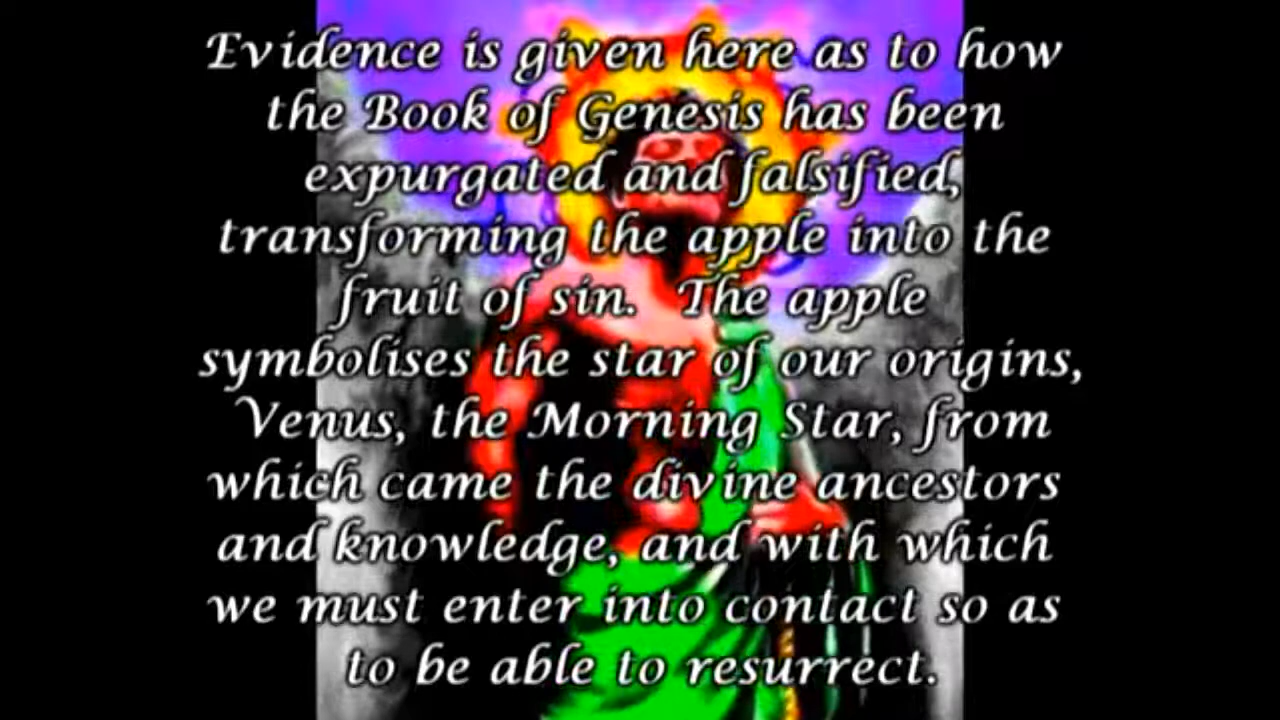 Evidence is given here as to how
the Book of Genesis has been
expurgated and falsified,
transforming the apple into the
fruit of sin. The apple
symbolises the star of our origins,
Venus, the Morning Star, from
which came the divine ancestors
and knowledge, and with which
we must enter into contact so as
to be able to resurrect.